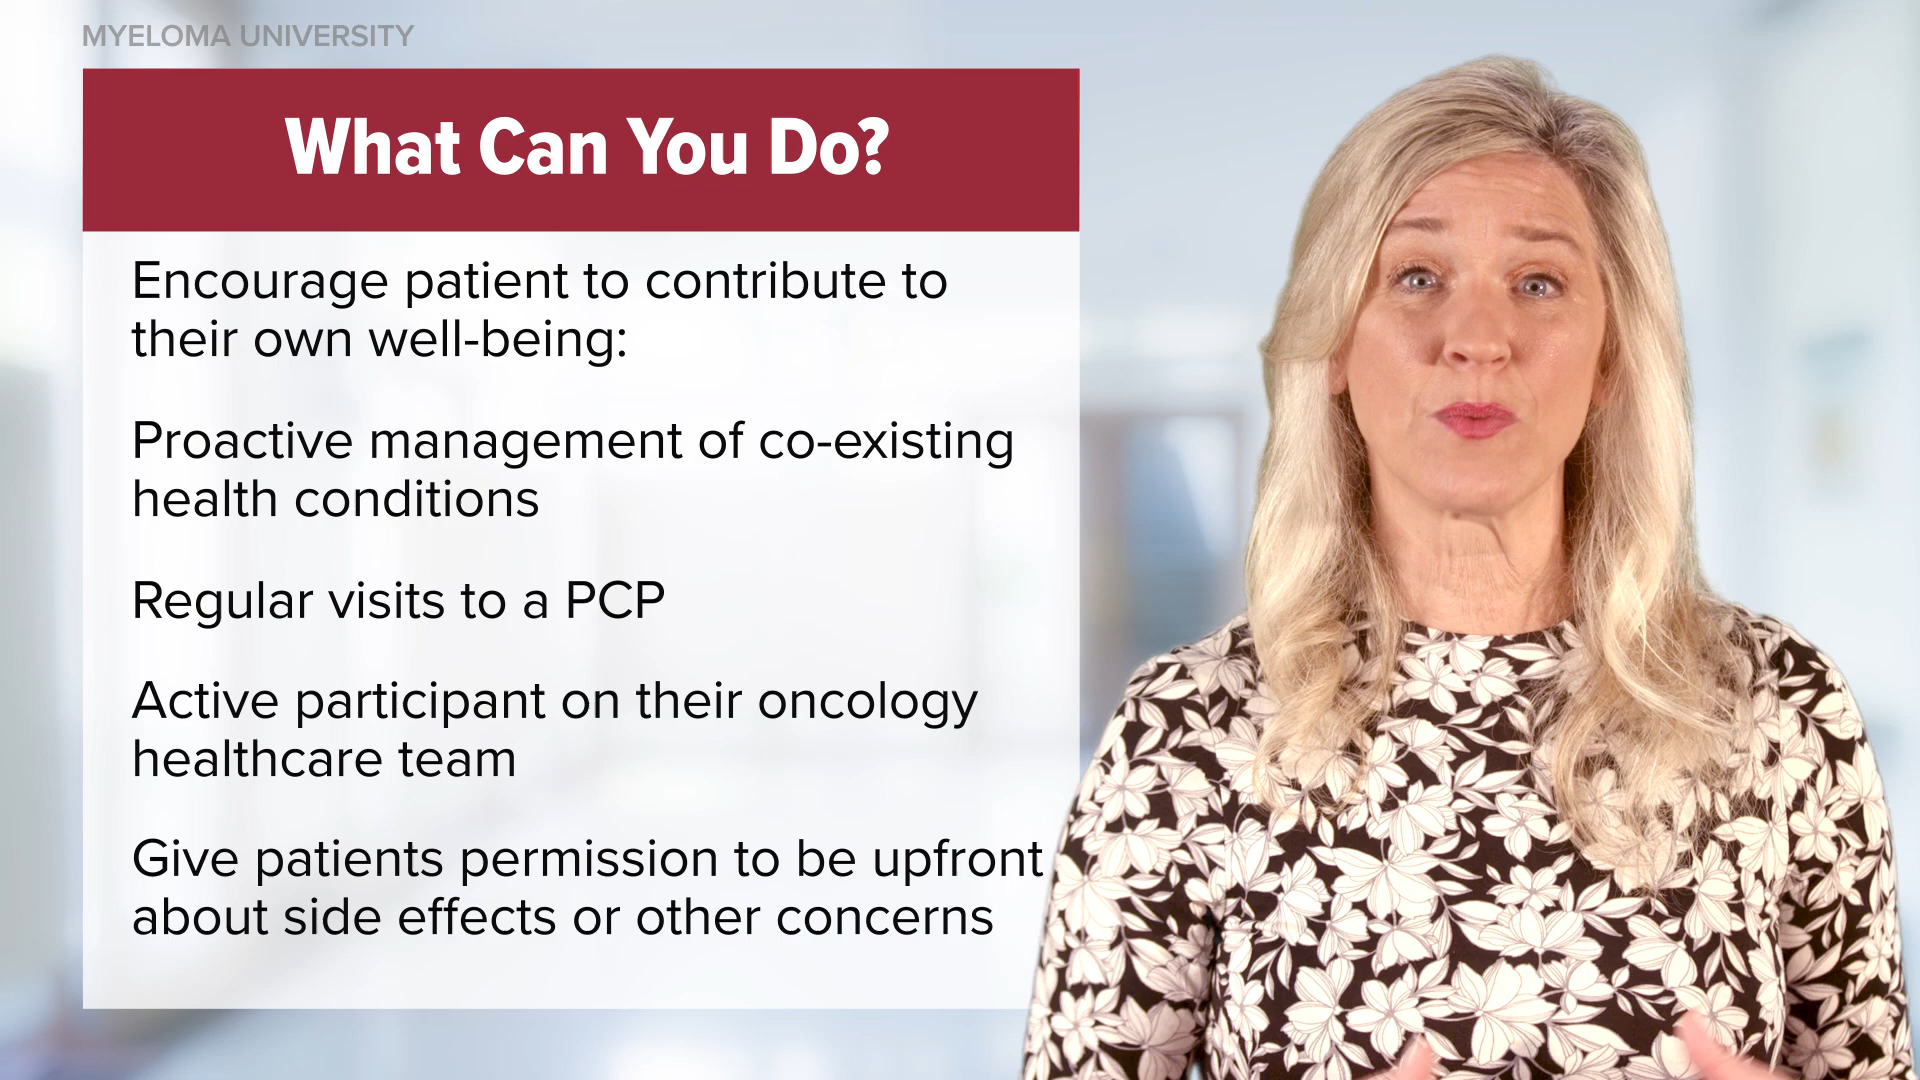 MYELOMA UNIVERSITY
What Can You Do?
Encourage patient to contribute to
their own well-being:
Proactive management of co-existing
health conditions
Regular visits to a PCP
Active participant on their oncology
healthcare team
Give patients permission to be upfront
about side effects or other concerns